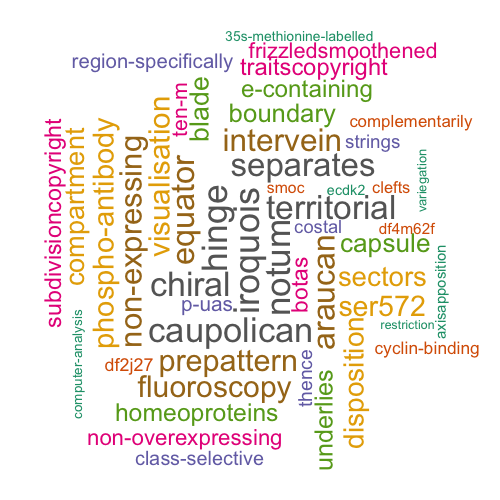 35s-methionine-labelled
frizzledsmoothened
region-specifically
traitscopyright
e-containing
ten-m
blade
boundary
complementarily
subdivisioncopyright
compartment
phospho-antibody
non-expressing
visualisation
equator
intervein
strings
separates
variegation
hinge
iroquois
smoc
ecdk2
clefts
territorial
notum
costal
df4m62f
araucan
capsule
chiral
botas
sectors
axisapposition
p-uas
ser572
computer-analysis
caupolican
disposition
restriction
df2j27
prepattern
thence
cyclin-binding
fluoroscopy
underlies
homeoproteins
non-overexpressing
class-selective